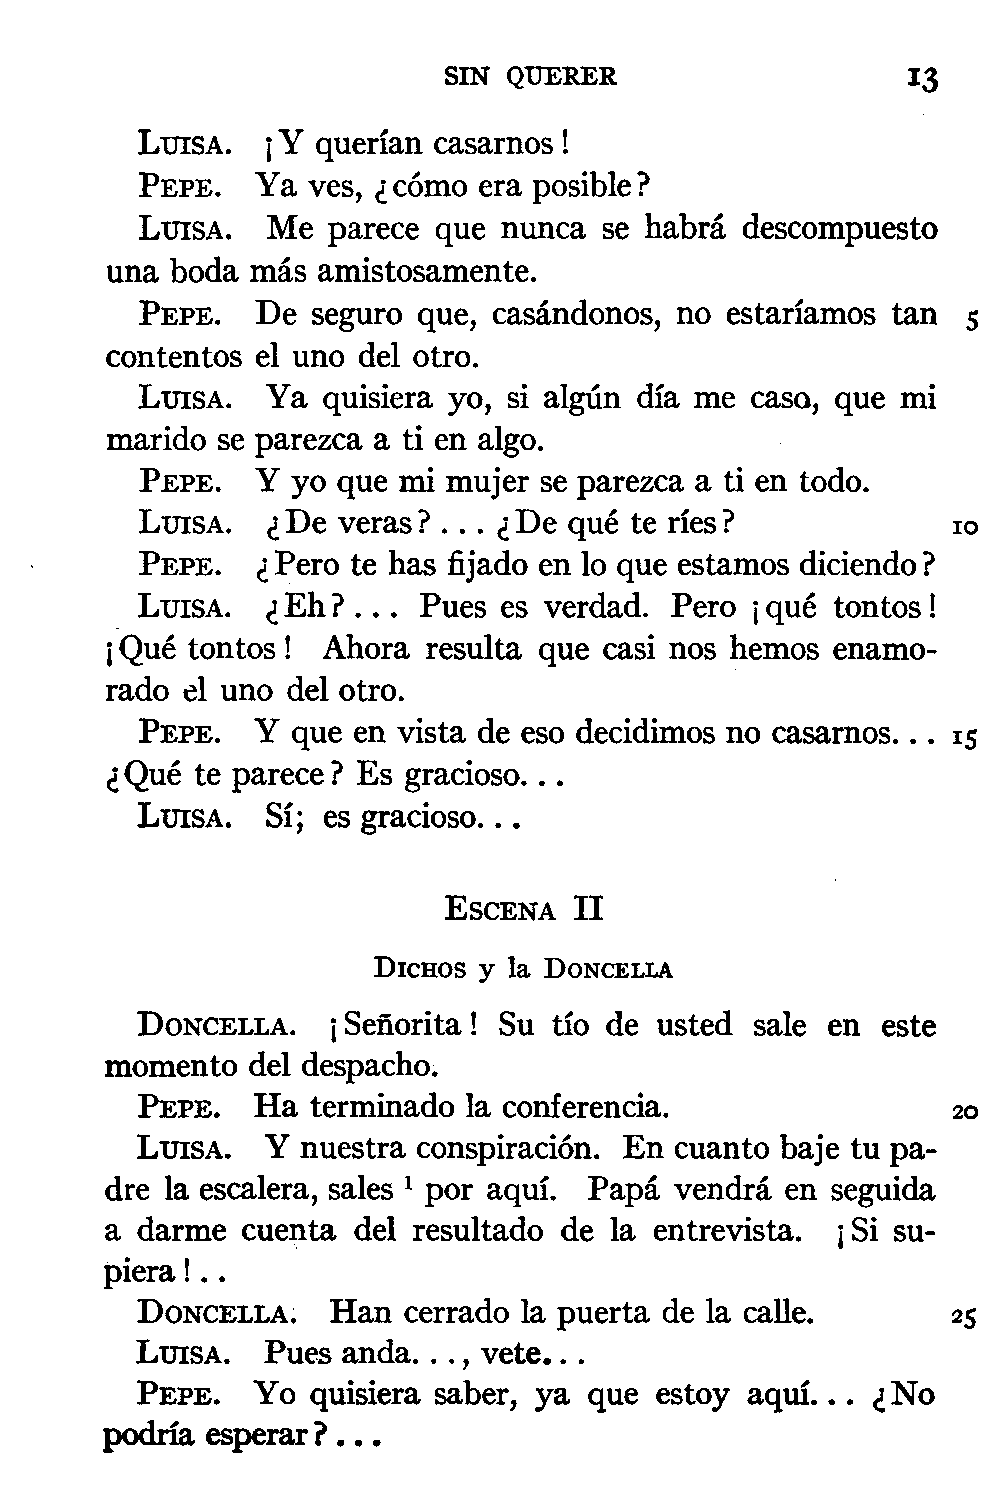 SIN QUERER 13
LUISA. ¡Y querían casarnos!
PEPE. Ya ves, ¿cómo era posible?
LUISA. Me parece que nunca se habrá descompuesto
una boda más amistosamente.
PEPE. De seguro que, casándonos, no estaríamos tan 5
contentos el uno del otro.
LUISA. Ya quisiera yo, si algún día me caso, que mi
marido se parezca a ti en algo.
PEPE. Y yo que mi mujer se parezca a ti en todo.
LUISA. ¿De veras?... ¿De qué te ríes? 10
PEPE. ¿Pero te has fijado en lo que estamos diciendo?
LUISA. ¿Eh?... Pues es verdad. Pero ¡qué tontos!
¡Qué tontos! Ahora resulta que casi nos hemos enamo-
rado el uno del otro.
PEPE. Y que en vista de eso decidimos no casarnos... 15
¿Qué te parece? Es gracioso...
LUISA. Sí; es gracioso...
ESCENA II
DICHOS y la DONCELLA
DONCELLA. ¡Señorita! Su tío de usted sale en este
momento del despacho.
PEPE. Ha terminado la conferencia. 20
LUISA. Y nuestra conspiración. En cuanto baje tu pa-
dre la escalera, sales ¹ por aquí. Papá vendrá en seguida
a darme cuenta del resultado de la entrevista. ¡Si su-
piera!..
DONCELLA. Han cerrado la puerta de la calle. 25
LUISA. Pues anda..., vete...
PEPE. Yo quisiera saber, ya que estoy aquí... ¿No
podría esperar?...